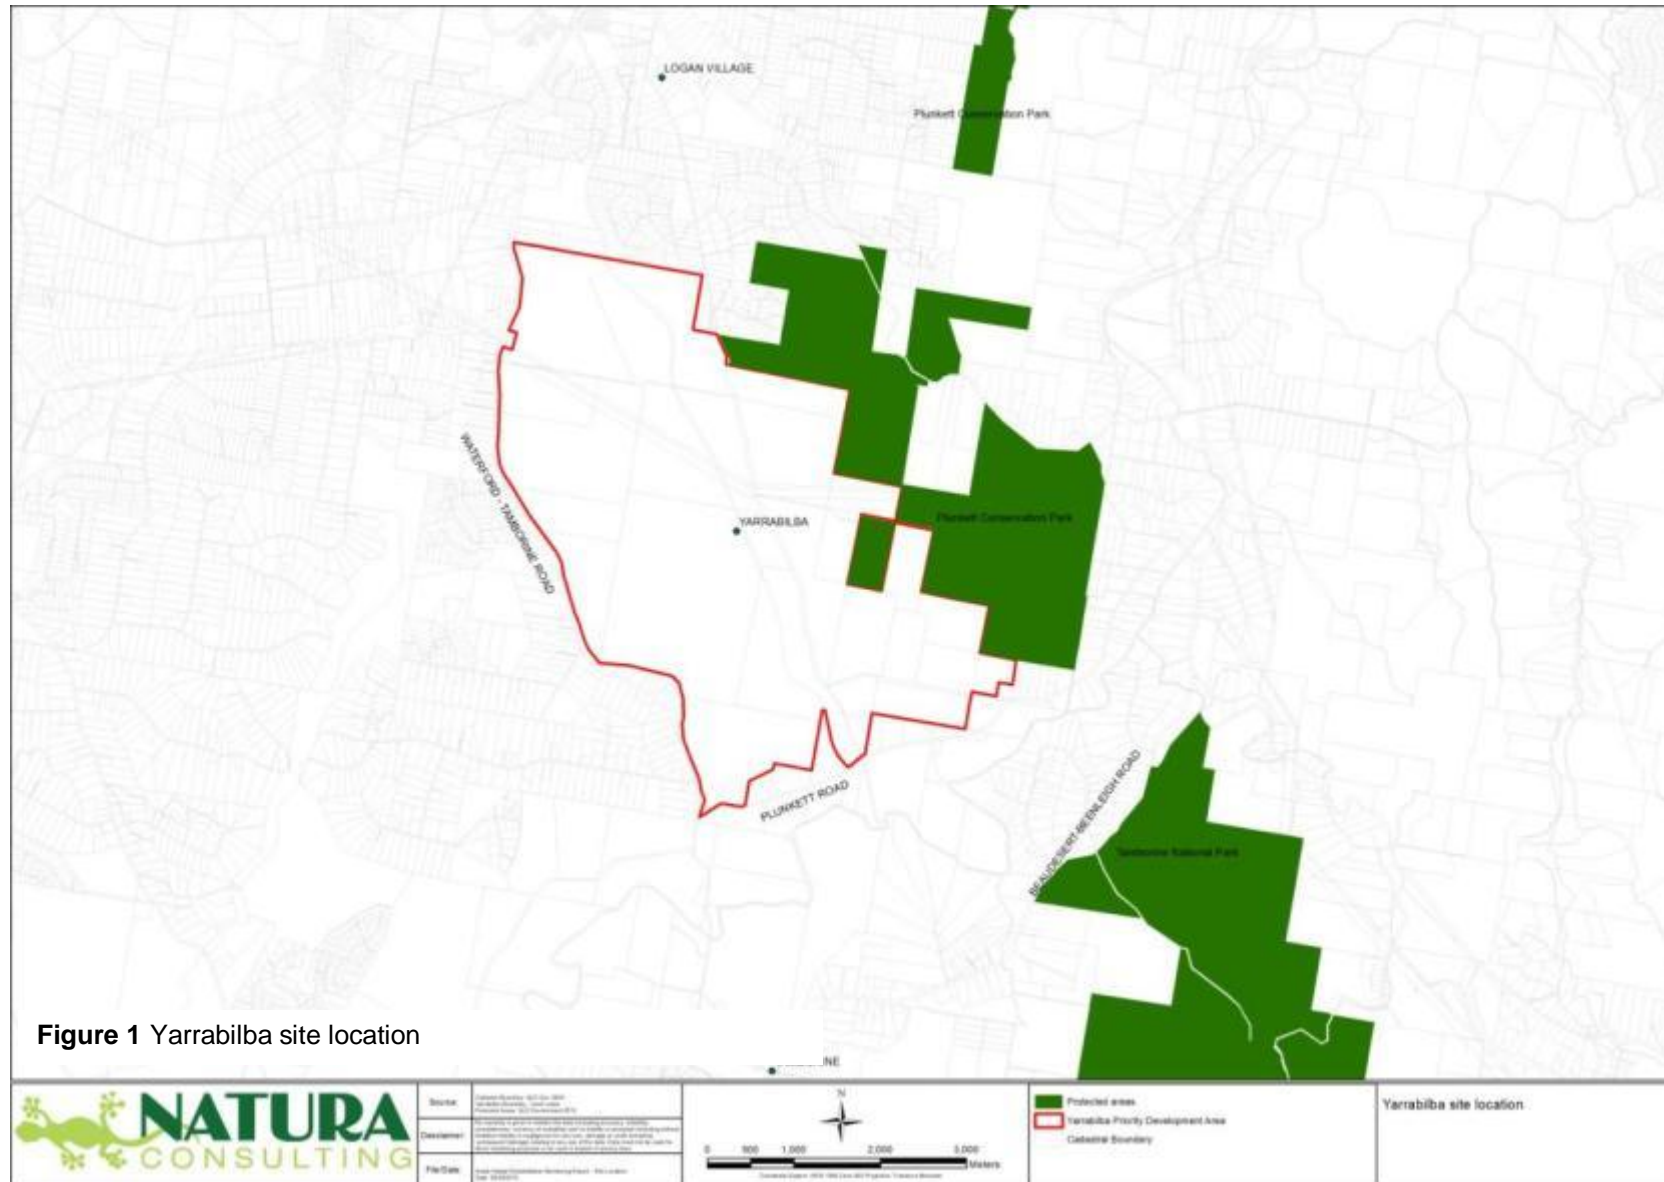 LOGAN VILLAGE
Plunkett Conservation Park
YARRABILBA
Plunkett Conservation Park
WATERFORD - TAMBORINE ROAD
PLUNKETT ROAD
BEAUDESERT-BEENLEIGH ROAD
Tamborine National Park
Figure 1 Yarrabilba site location
INE
NATURA
CONSULTING
Source
Disclaimer
File/Date
N
0 500 1,000 2,000 3,000
Meters
Protected areas
Yarrabilba Priority Development Area
Cadastral Boundary
Yarrabilba site location